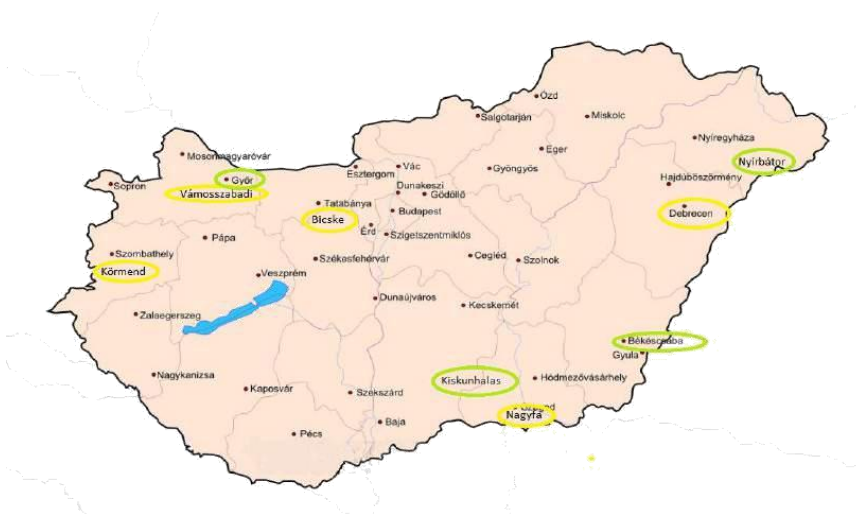 Ózd
Salgotarján
Miskolc
Nyíregyháza
Mosonmagyaróvár
Eger
Nyírbátor
Vác
Esztergom
Gyöngyös
Győr
Sopron
Hajdúböszörmény
Dunakeszi
Vámosszabadi
Gödöllő
Tatabánya
Budapest
Debrecen
Bicske
Érd
Szigetszentmiklós
Pápa
Szombathely
Cegléd
Székesfehérvár
Szolnok
Körmend
Veszprém
Dunaújváros
Kecskemét
Zalaegerszeg
Békéscsaba
Gyula
Nagykanizsa
Hódmezővásárhely
Kiskunhalas
Kaposvár
Szekszárd
Nagyfa
Baja
Pécs